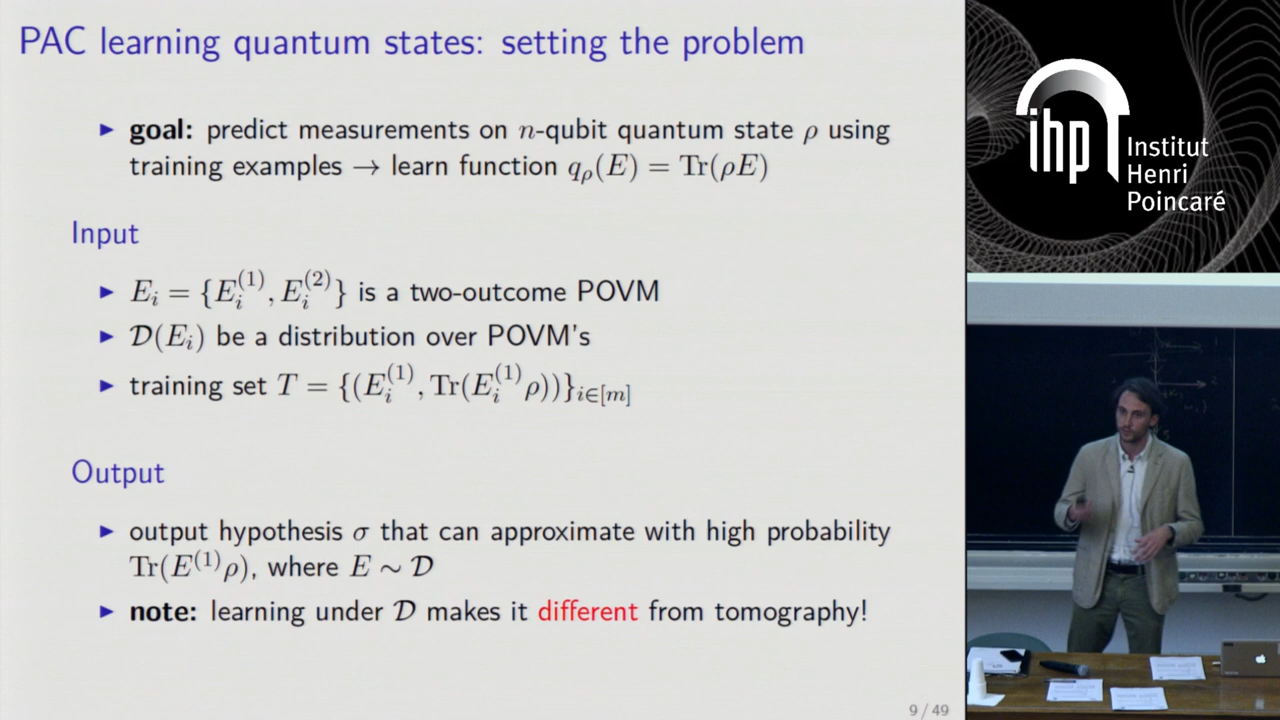 PAC learning quantum states: setting the problem
▶ goal: predict measurements on n-qubit quantum state ρ using
training examples → learn function q_ρ(E) = Tr(ρE)
Input
▶ E_i = {E_i^{(1)}, E_i^{(2)}} is a two-outcome POVM
▶ 𝒟(E_i) be a distribution over POVM's
▶ training set T = {(E_i^{(1)}, Tr(E_i^{(1)}ρ))}_{i∈[m]}
Output
▶ output hypothesis σ that can approximate with high probability
Tr(E^{(1)}ρ), where E ∼ 𝒟
▶ note: learning under 𝒟 makes it different from tomography!
9 / 49
ihp
Institut
Henri
Poincaré